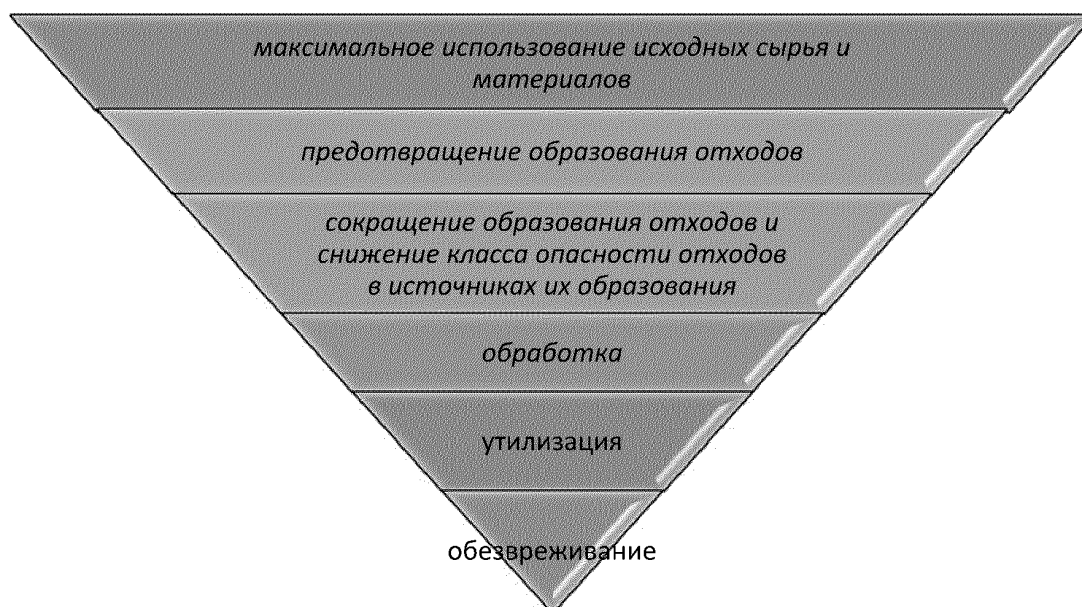 максимальное использование исходных сырья и
материалов
предотвращение образования отходов
сокращение образования отходов и
снижение класса опасности отходов
в источниках их образования
обработка
утилизация
обезвреживание